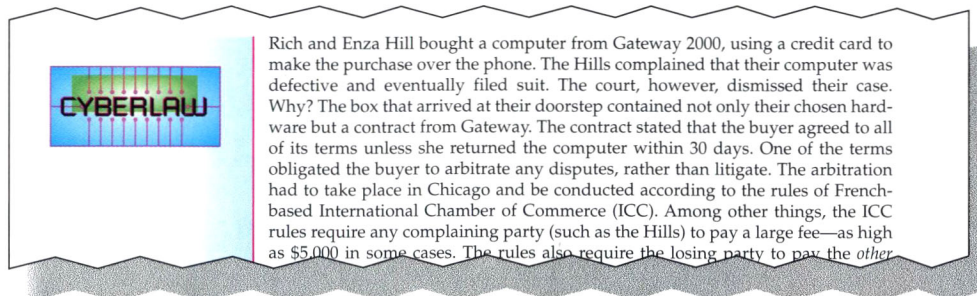 CYBERLAW
Rich and Enza Hill bought a computer from Gateway 2000, using a credit card to
make the purchase over the phone. The Hills complained that their computer was
defective and eventually filed suit. The court, however, dismissed their case.
Why? The box that arrived at their doorstep contained not only their chosen hard-
ware but a contract from Gateway. The contract stated that the buyer agreed to all
of its terms unless she returned the computer within 30 days. One of the terms
obligated the buyer to arbitrate any disputes, rather than litigate. The arbitration
had to take place in Chicago and be conducted according to the rules of French-
based International Chamber of Commerce (ICC). Among other things, the ICC
rules require any complaining party (such as the Hills) to pay a large fee—as high
as $5,000 in some cases. The rules also require the losing party to pay the other